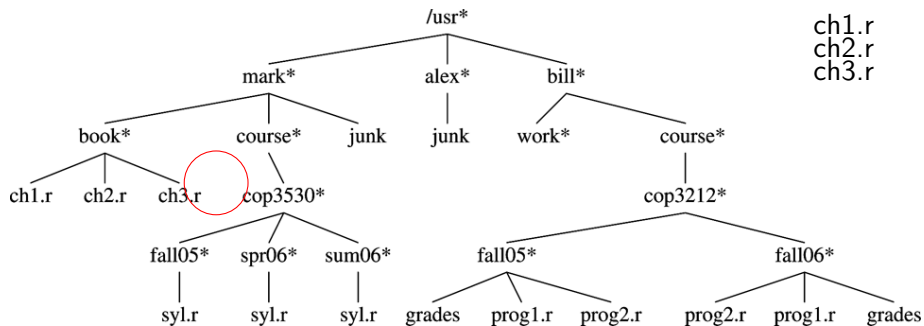 /usr*
ch1.r
ch2.r
ch3.r
mark* alex* bill*
book* course* junk junk work* course*
ch1.r ch2.r ch3.r cop3530* cop3212*
fall05* spr06* sum06* fall05* fall06*
syl.r syl.r syl.r grades prog1.r prog2.r prog2.r prog1.r grades